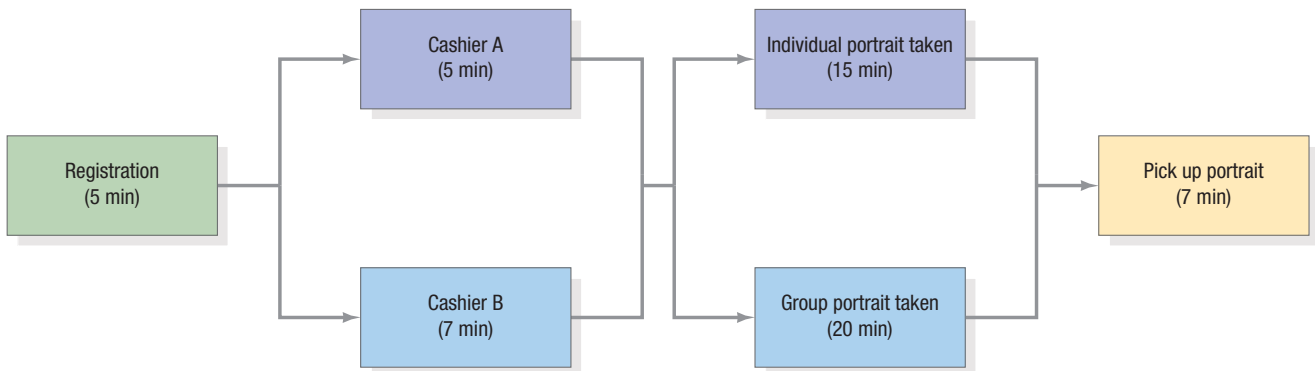 Registration
(5 min)
Cashier A
(5 min)
Cashier B
(7 min)
Individual portrait taken
(15 min)
Group portrait taken
(20 min)
Pick up portrait
(7 min)